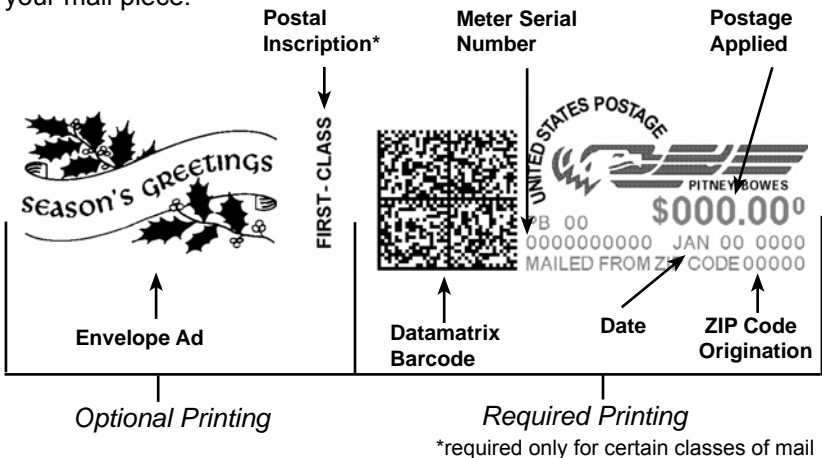 your mail piece.
Postal
Inscription*
Meter Serial
Number
Postage
Applied
SEASON'S GREETINGS
FIRST-CLASS
UNITED STATES POSTAGE
PITNEY BOWES
$000.00⁰
PB 00
0000000000 JAN 00 0000
MAILED FROM ZIP CODE 00000
Envelope Ad
Datamatrix
Barcode
Date
ZIP Code
Origination
Optional Printing
Required Printing
*required only for certain classes of mail